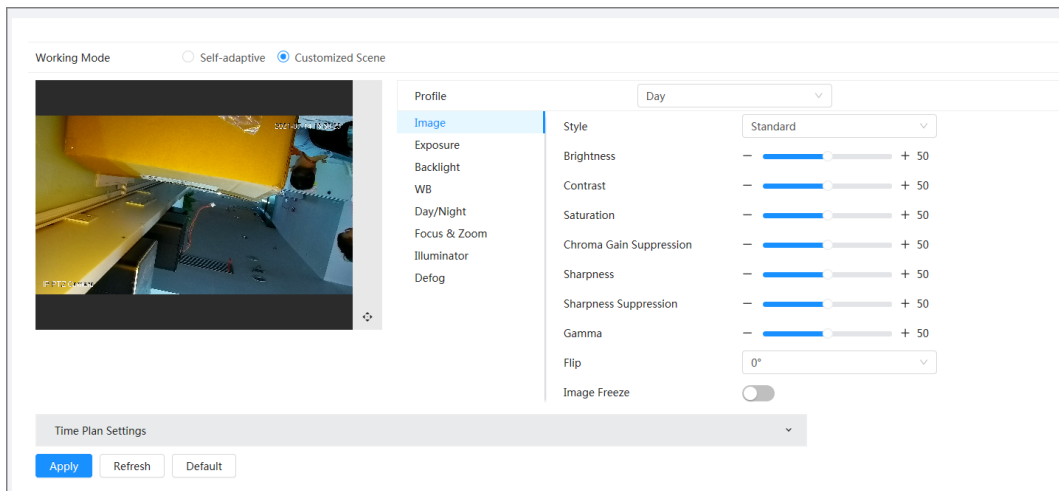 Working Mode
Self-adaptive
Customized Scene
Profile
Day
Image
Exposure
Backlight
WB
Day/Night
Focus & Zoom
Illuminator
Defog
Style
Standard
Brightness
50
Contrast
50
Saturation
50
Chroma Gain Suppression
50
Sharpness
50
Sharpness Suppression
50
Gamma
50
Flip
0°
Image Freeze
Time Plan Settings
Apply
Refresh
Default